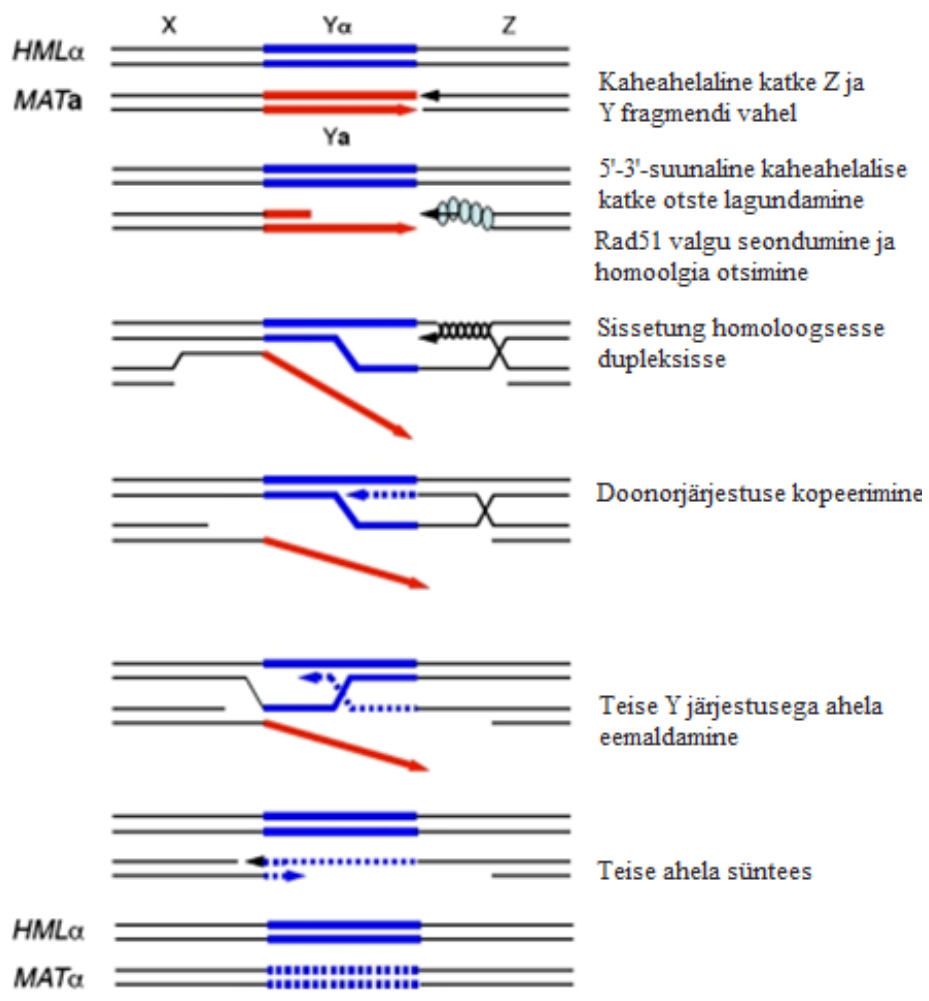 X Yα Z
HMLα
MATa
Kaheahelaline katke Z ja
Y fragmendi vahel
Ya
5'-3'-suunaline kaheahelalise
katke otste lagundamine
Rad51 valgu seondumine ja
homoolgia otsimine
Sissetung homoloogsesse
dupleksisse
Doonorjärjestuse kopeerimine
Teise Y järjestusega ahela
eemaldamine
Teise ahela süntees
HMLα
MATα